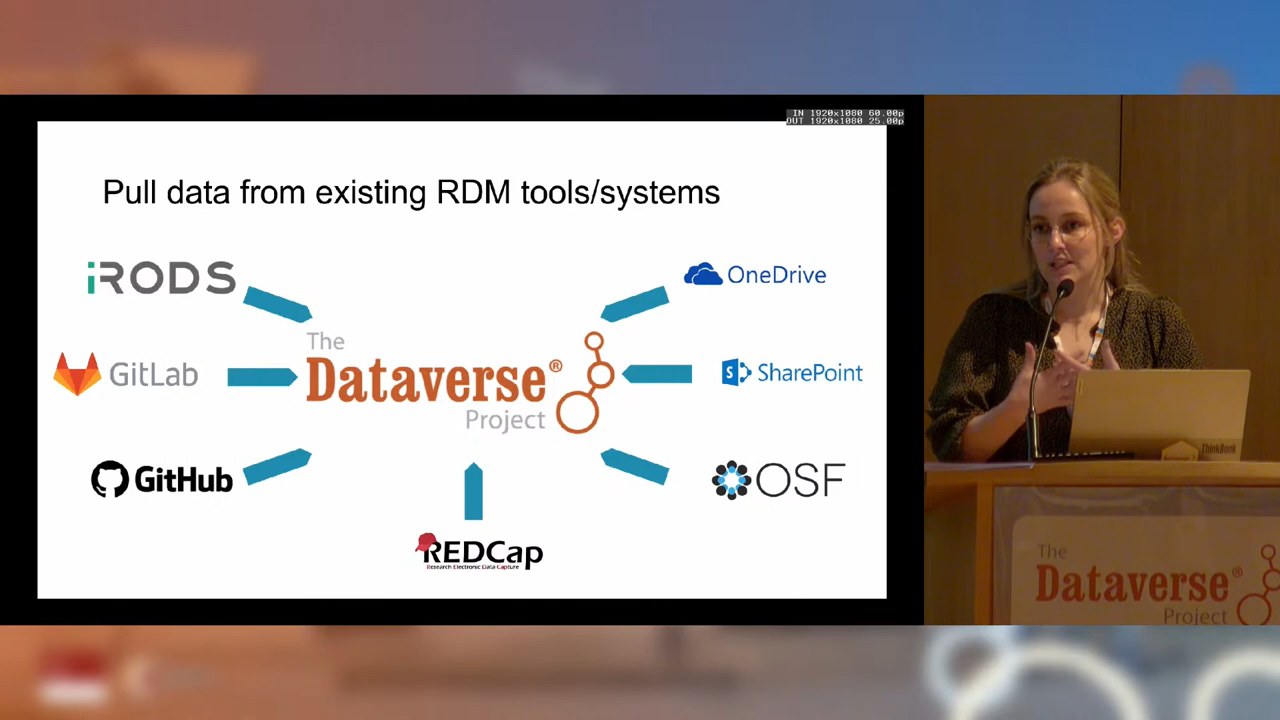 IN 1920x1080 60.00p
OUT 1920x1080 25.00p
Pull data from existing RDM tools/systems
iRODS
OneDrive
The
Dataverse®
Project
GitLab
S SharePoint
GitHub
OSF
REDCap
Research Electronic Data Capture
ThinkBook
The
Dataverse®
Project